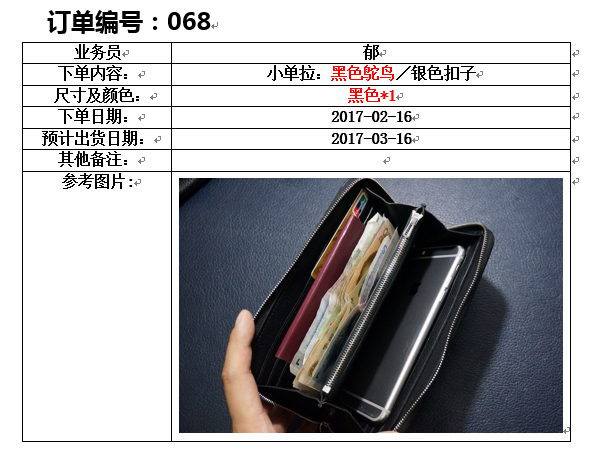 订单编号：068
业务员 郁
下单内容： 小单拉：黑色鸵鸟／银色扣子
尺寸及颜色： 黑色*1
下单日期： 2017-02-16
预计出货日期： 2017-03-16
其他备注：
参考图片: